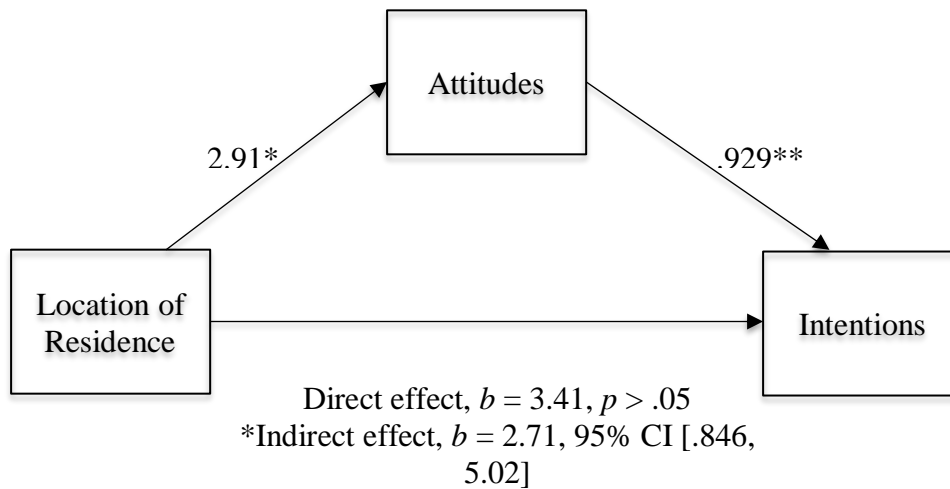 Attitudes
2.91*
.929**
Location of
Residence
Intentions
Direct effect, b = 3.41, p > .05
*Indirect effect, b = 2.71, 95% CI [.846,
5.02]